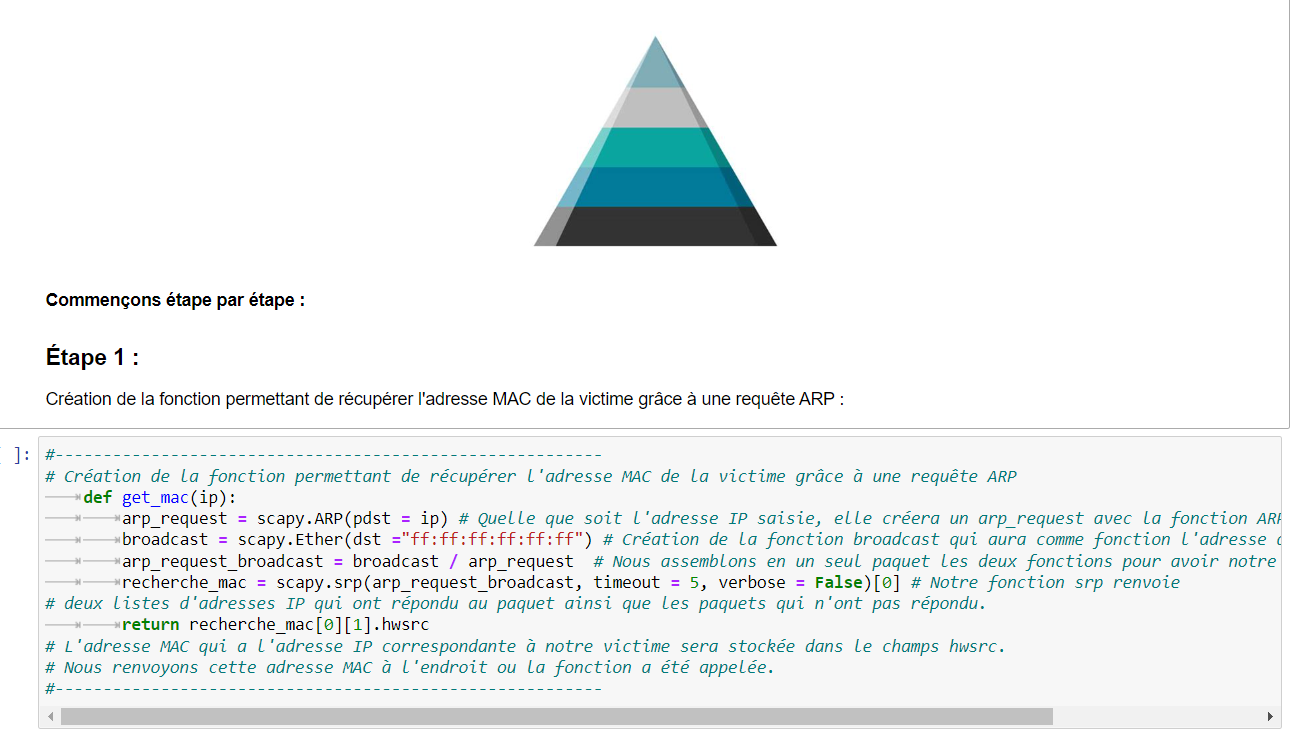 Commençons étape par étape :
Étape 1 :
Création de la fonction permettant de récupérer l'adresse MAC de la victime grâce à une requête ARP :
]:
#---------------------------------------------------------
# Création de la fonction permettant de récupérer l'adresse MAC de la victime grâce à une requête ARP
def get_mac(ip):
arp_request = scapy.ARP(pdst = ip) # Quelle que soit l'adresse IP saisie, elle créera un arp_request avec la fonction ARP
broadcast = scapy.Ether(dst ="ff:ff:ff:ff:ff:ff") # Création de la fonction broadcast qui aura comme fonction l'adresse
arp_request_broadcast = broadcast / arp_request # Nous assemblons en un seul paquet les deux fonctions pour avoir notre
recherche_mac = scapy.srp(arp_request_broadcast, timeout = 5, verbose = False)[0] # Notre fonction srp renvoie
# deux listes d'adresses IP qui ont répondu au paquet ainsi que les paquets qui n'ont pas répondu.
return recherche_mac[0][1].hwsrc
# L'adresse MAC qui a l'adresse IP correspondante à notre victime sera stockée dans le champs hwsrc.
# Nous renvoyons cette adresse MAC à l'endroit ou la fonction a été appelée.
#---------------------------------------------------------